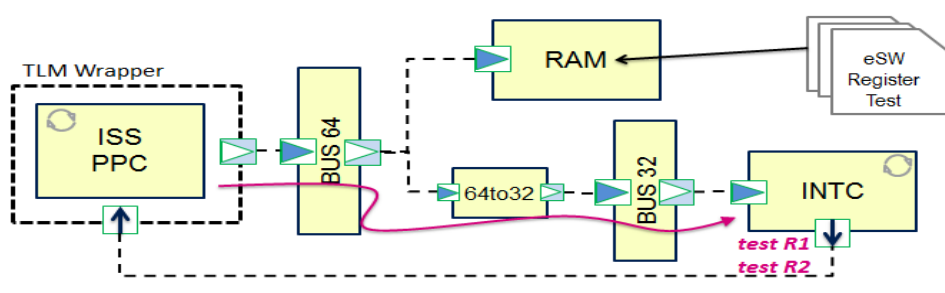 TLM Wrapper
ISS
PPC
BUS 64
RAM
eSW
Register
Test
64to32
BUS 32
INTC
test R1
test R2